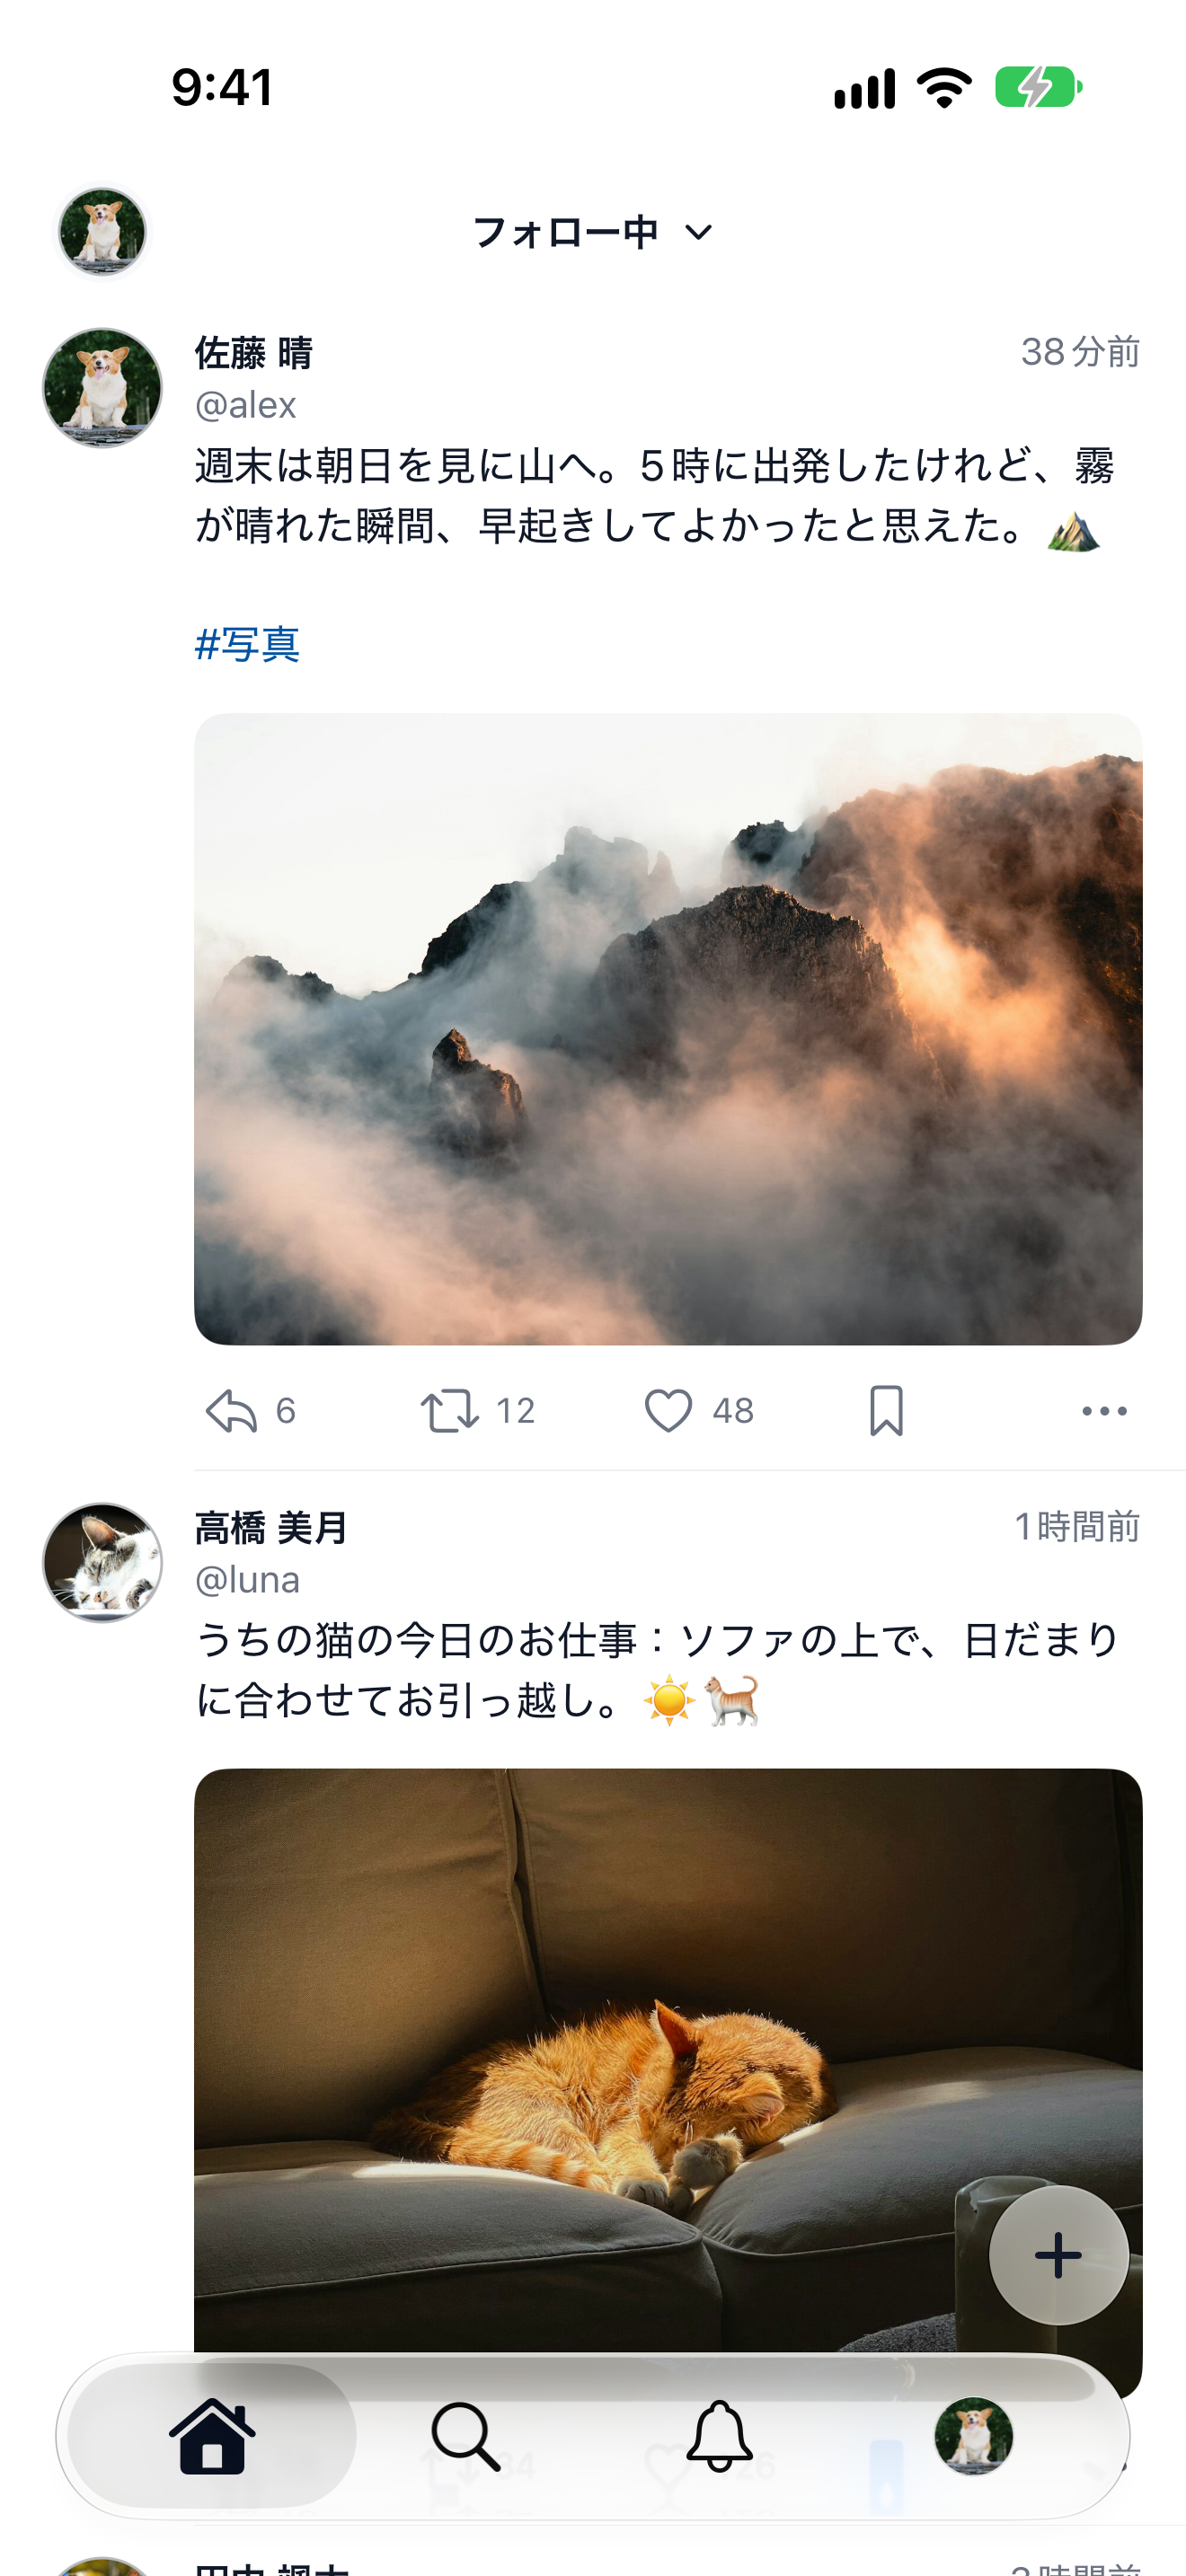 9:41
フォロー中
佐藤 晴
38分前
@alex
週末は朝日を見に山へ。5時に出発したけれど、霧
が晴れた瞬間、早起きしてよかったと思えた。⛰️
#写真
6 12 48
高橋 美月
1時間前
@luna
うちの猫の今日のお仕事：ソファの上で、日だまり
に合わせてお引っ越し。☀️🐈